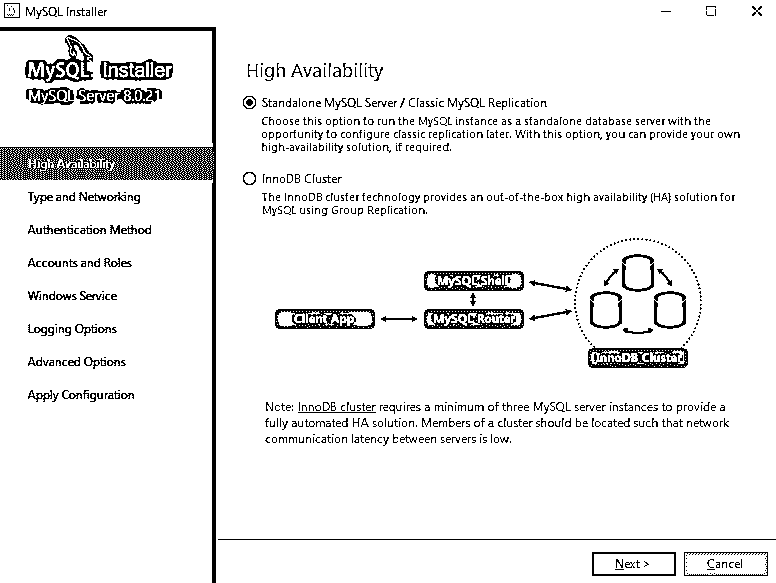 MySQL Installer
MySQL Installer
MySQL Server 8.0.21
High Availability
Type and Networking
Authentication Method
Accounts and Roles
Windows Service
Logging Options
Advanced Options
Apply Configuration
High Availability
Standalone MySQL Server / Classic MySQL Replication
Choose this option to run the MySQL instance as a standalone database server with the
opportunity to configure classic replication later. With this option, you can provide your own
high-availability solution, if required.
InnoDB Cluster
The InnoDB cluster technology provides an out-of-the-box high availability (HA) solution for
MySQL using Group Replication.
MySQL Shell
Client App
MySQL Router
InnoDB Cluster
Note: InnoDB cluster requires a minimum of three MySQL server instances to provide a
fully automated HA solution. Members of a cluster should be located such that network
communication latency between servers is low.
Next >
Cancel